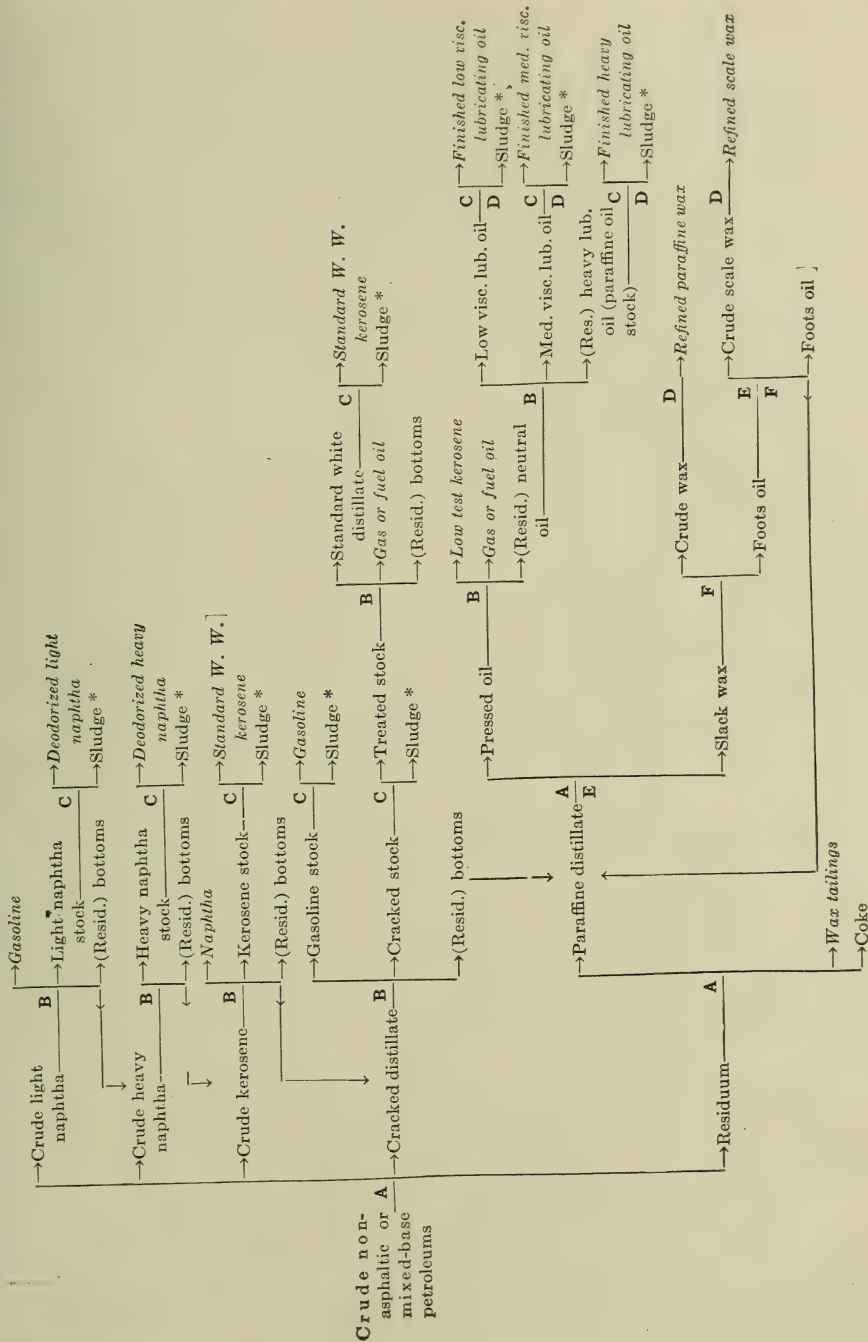 Crude non-
asphaltic or
mixed-base
petroleums
A
→Crude light
naphtha
B
→Gasoline
→Light naphtha
stock
C
→Deodorized light
naphtha
→Sludge *
→(Resid.) bottoms
→Crude heavy
naphtha
B
→Heavy naphtha
stock
C
→Deodorized heavy
naphtha
→Sludge *
→(Resid.) bottoms
→Crude kerosene
B
→Naphtha
→Kerosene stock
C
→Standard W. W.
kerosene
→Sludge *
→(Resid.) bottoms
→Cracked distillate
B
→Gasoline stock
C
→Gasoline
→Sludge *
→Cracked stock
C
→Treated stock
B
→Standard white
distillate
C
→Standard W. W.
kerosene
→Sludge *
→Gas or fuel oil
→(Resid.) bottoms
→Sludge *
→(Resid.) bottoms
→Residuum
A
→Paraffine distillate
A
E
→Pressed oil
B
→Low test kerosene
→Gas or fuel oil
→(Resid.) neutral
oil
B
→Low visc. lub. oil
C
D
→Finished low visc.
lubricating oil
→Sludge *
→Med. visc. lub. oil
C
D
→Finished med. visc.
lubricating oil
→Sludge *
→(Res.) heavy lub.
oil (paraffine oil
stock)
C
D
→Finished heavy
lubricating oil
→Sludge *
→Slack wax
F
→Crude wax
D
→Refined paraffine wax
→Foots oil
E
F
→Crude scale wax
D
→Refined scale wax
→Foots oil
→Wax tailings
→Coke